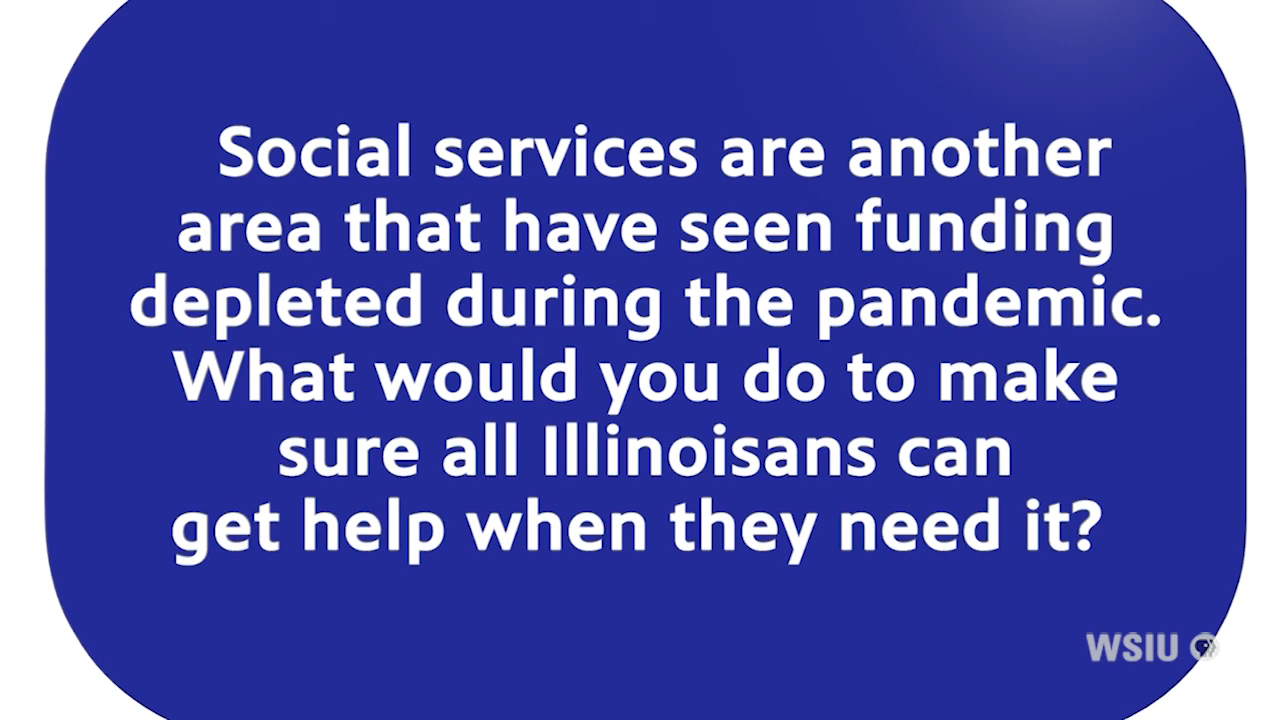 Social services are another
area that have seen funding
depleted during the pandemic.
What would you do to make
sure all Illinoisans can
get help when they need it?
WSIU